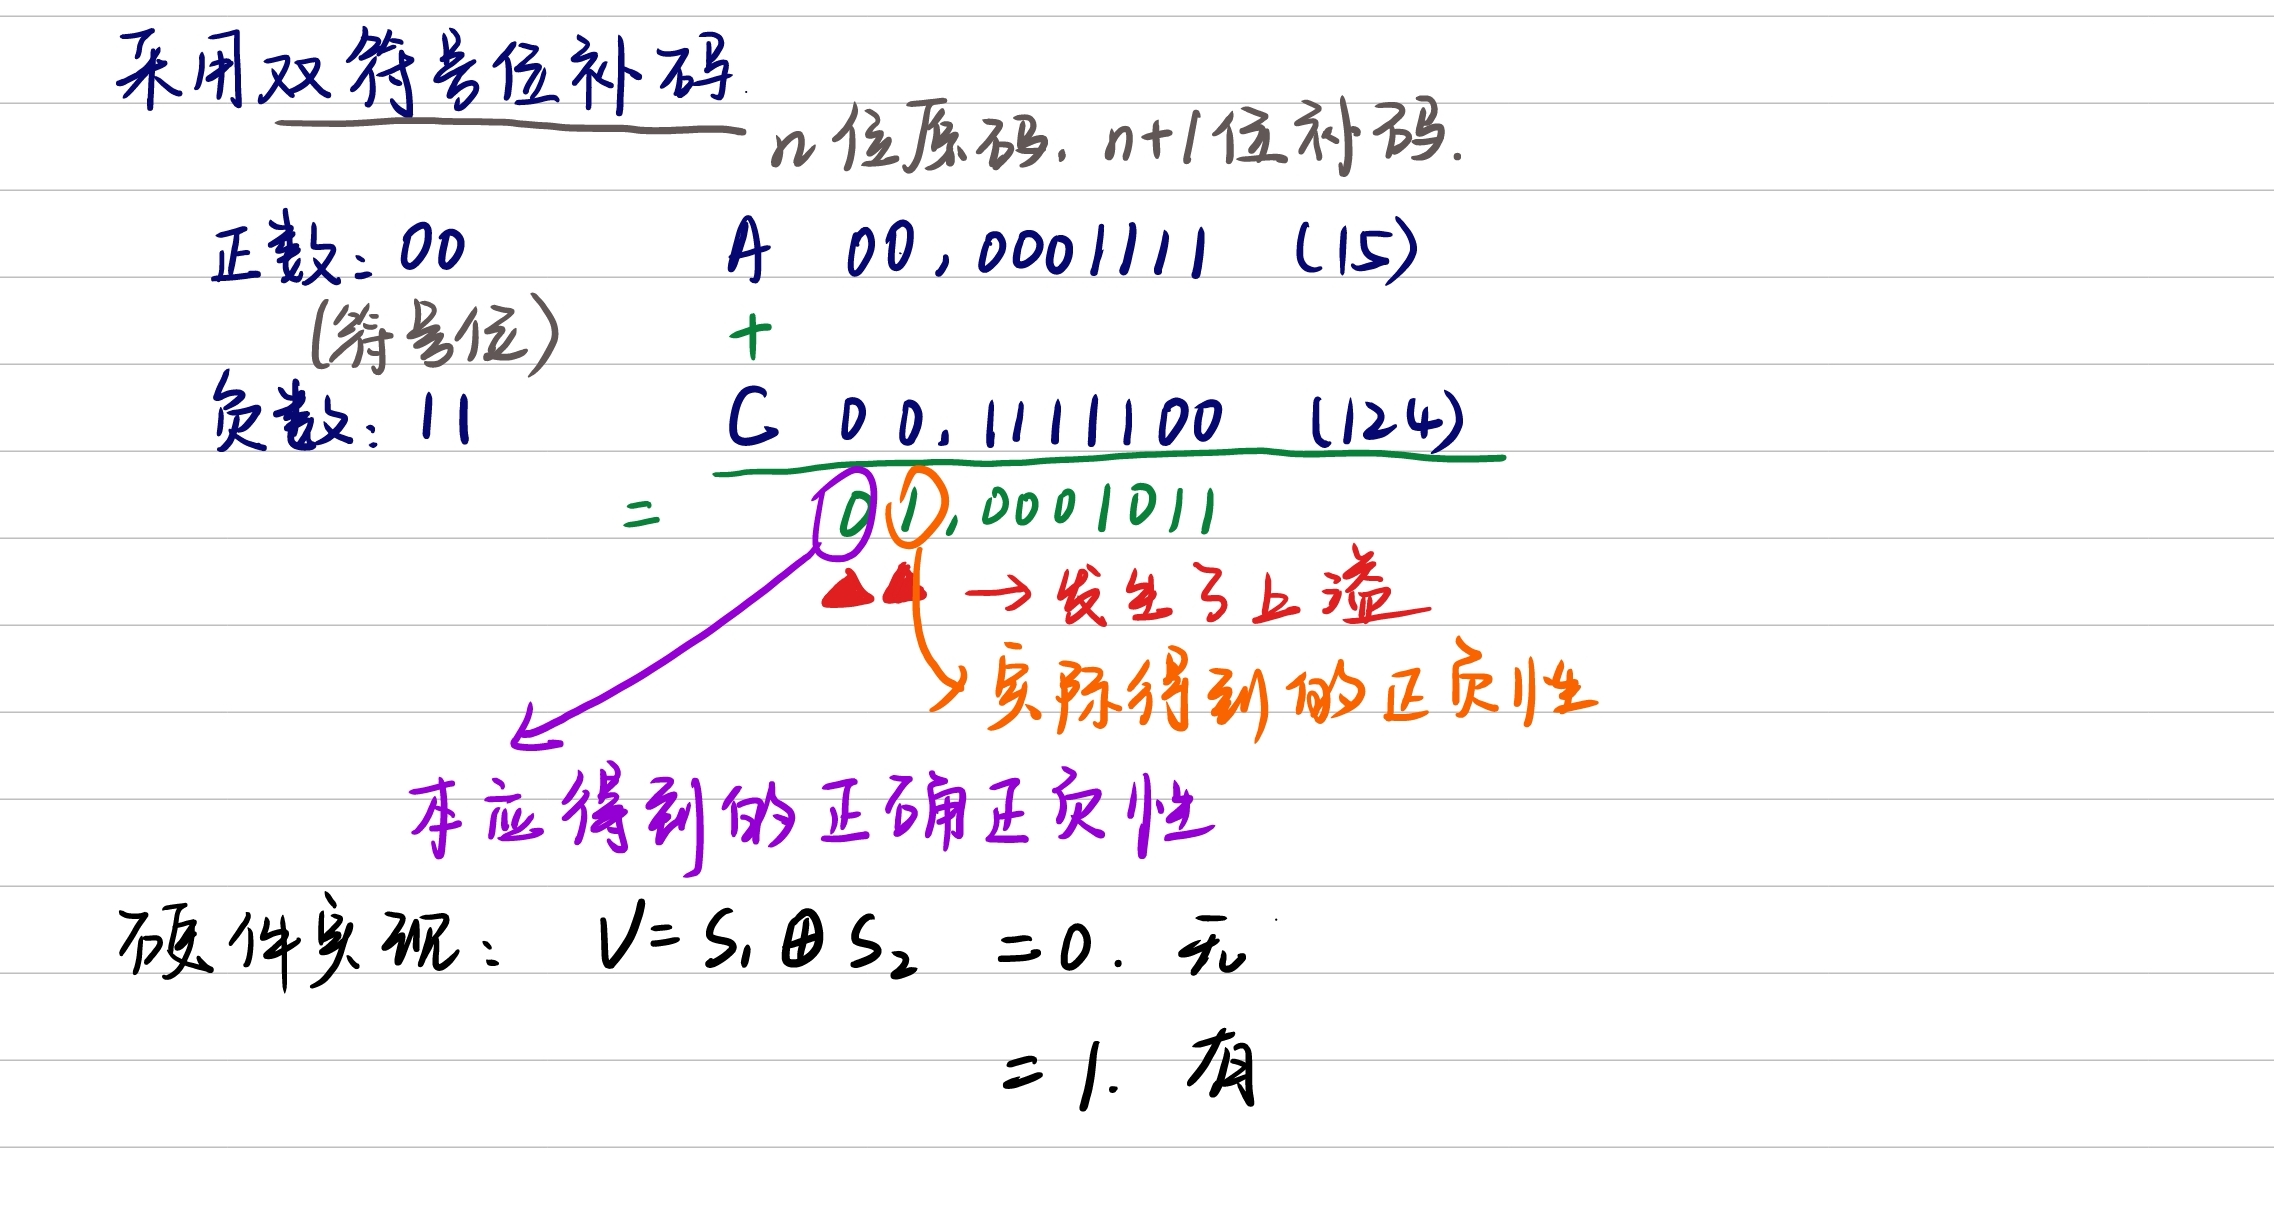 采用双符号位补码.
n位原码. n+1位补码.
正数: 00 A 00,0001111 (15)
(符号位) +
负数: 11 C 00.1111100 (124)
= 01,0001011
→发生了上溢
实际得到的正负性
本应得到的正确正负性
硬件实现: V=S₁⊕S₂ =0. 无
=1. 有